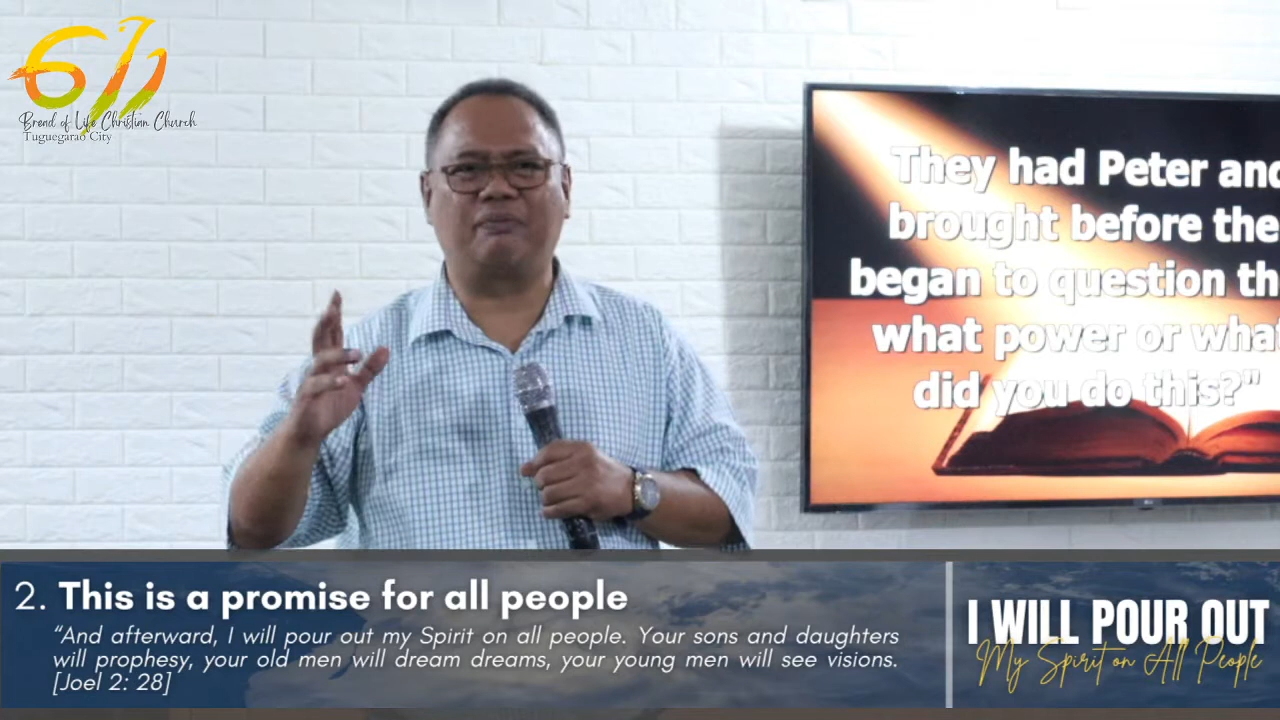 Bread of Life Christian Church
Tuguegarao City
They had Peter and
brought before the
began to question
what power or
did you do this?"
2. This is a promise for all people
“And afterward, I will pour out my Spirit on all people. Your sons and daughters
will prophesy, your old men will dream dreams, your young men will see visions.
[Joel 2: 28]
I WILL POUR OUT
My Spirit on All People